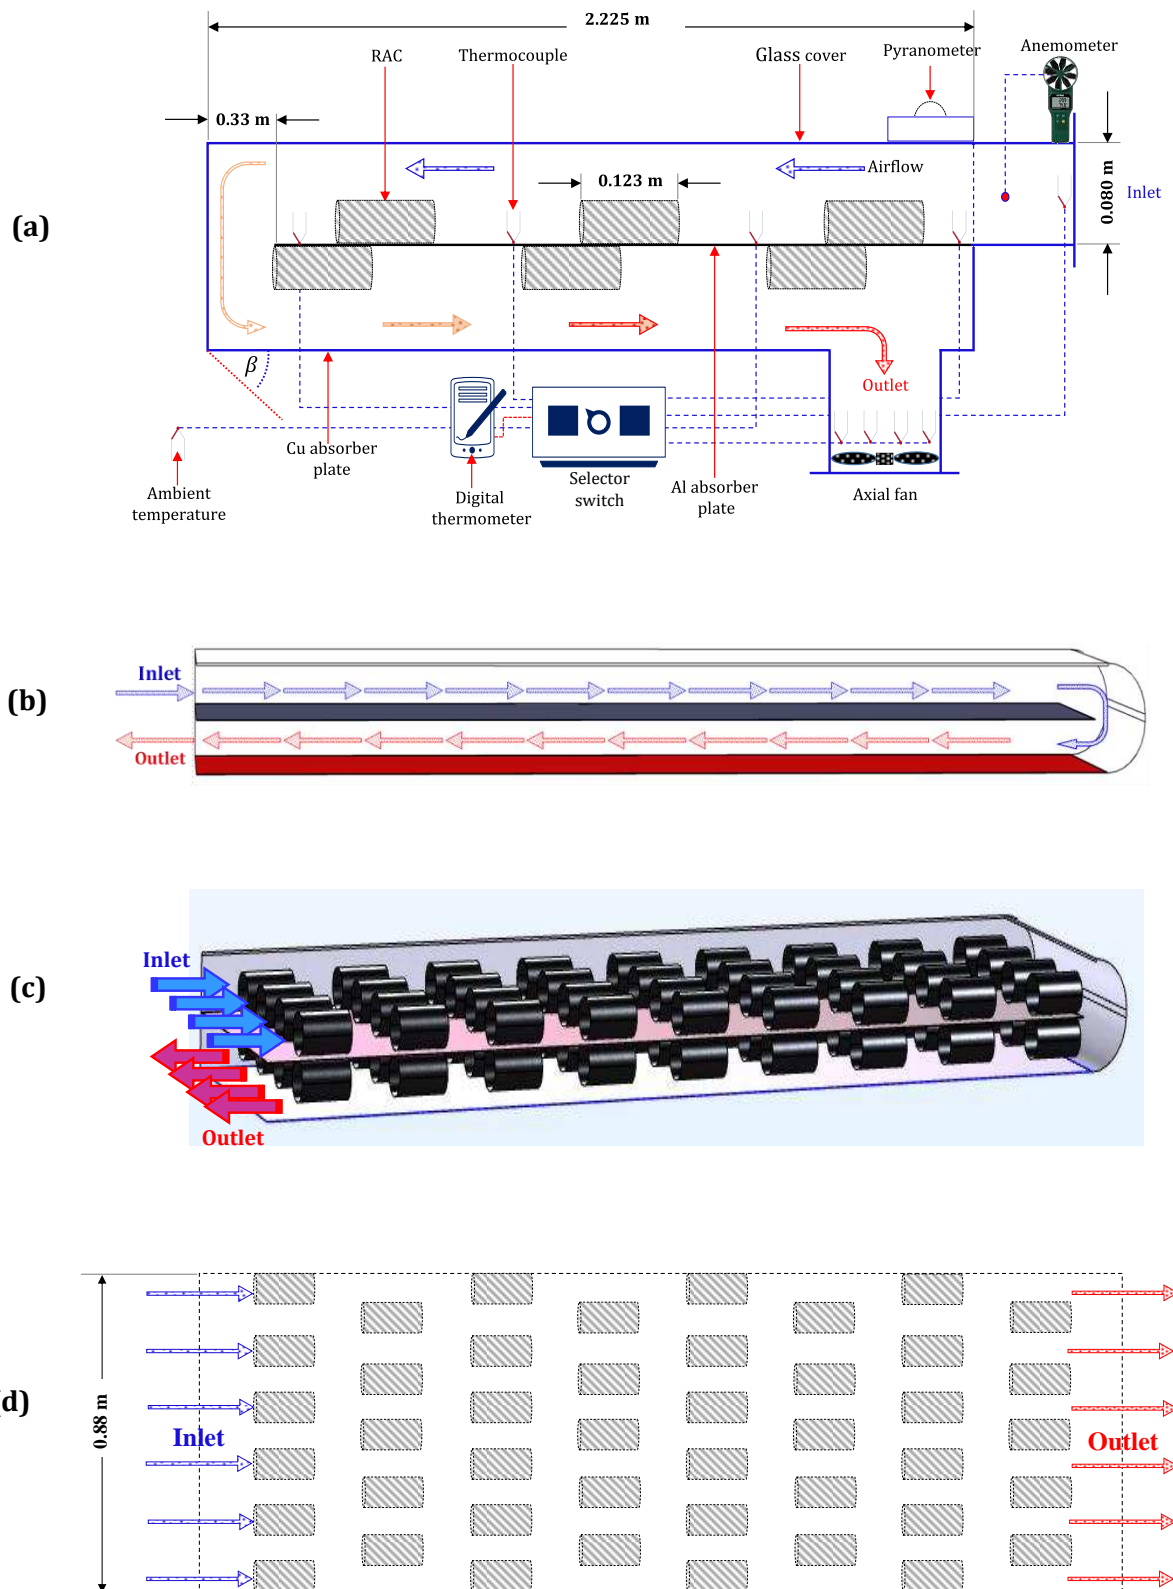 2.225 m
RAC
Thermocouple
Glass cover
Pyranometer
Anemometer
0.33 m
0.123 m
Airflow
0.080 m
Inlet
(a)
β
Outlet
Cu absorber
plate
Ambient
temperature
Digital
thermometer
Selector
switch
Al absorber
plate
Axial fan
(b)
Inlet
Outlet
(c)
Inlet
Outlet
(d)
0.88 m
Inlet
Outlet